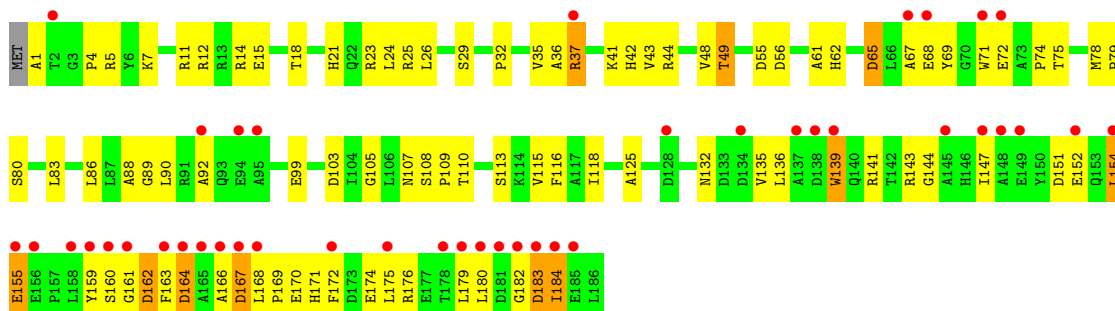 MET A1 T2 G3 P4 R5 Y6 K7 R11 R12 R13 R14 E15 T18 H21 Q22 R23 L24 R25 L26 S29 P32 V35 A36 R37 K41 H42 V43 R44 V48 T49 D55 D56 A61 H62 D65 L66 A67 E68 Y69 G70 W71 E72 A73 P74 T75 M78
S80 L83 L86 L87 A88 G89 L90 R91 A92 Q93 E94 A95 E99 D103 I104 G105 L106 N107 S108 P109 T110 S113 K114 V115 F116 A117 I118 A125 D128 N132 D133 D134 V135 L136 A137 D138 W139 Q140 R141 T142 R143 G144 A145 H146 I147 A148 E149 Y150 D151 E152 Q153 L154
E155 E156 P157 L158 Y159 S160 G161 D162 F163 D164 A165 A166 D167 L168 P169 E170 H171 F172 D173 E174 L175 R176 E177 T178 L179 L180 D181 G182 D183 I184 E185 L186